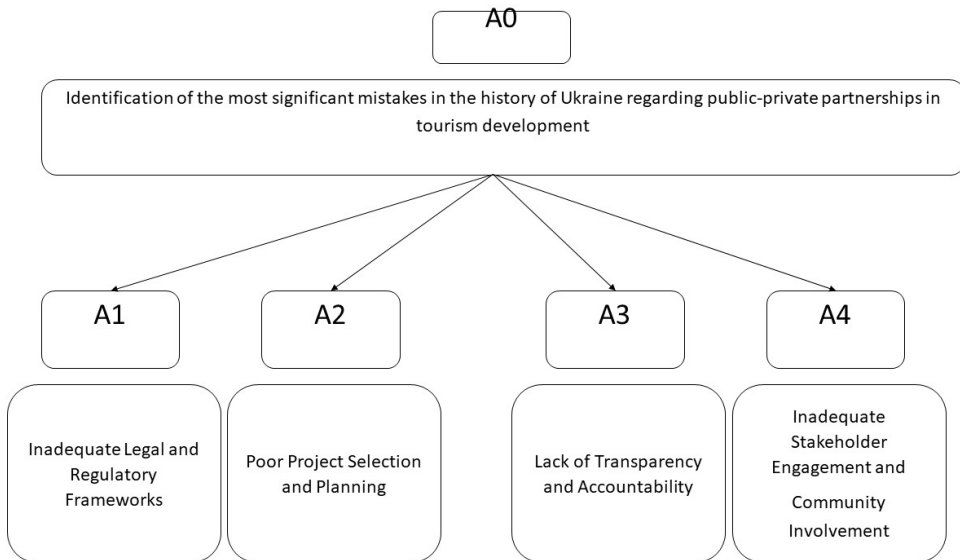 A0
Identification of the most significant mistakes in the history of Ukraine regarding public-private partnerships in
tourism development
A1
A2
A3
A4
Inadequate Legal and
Regulatory
Frameworks
Poor Project Selection
and Planning
Lack of Transparency
and Accountability
Inadequate
Stakeholder
Engagement and
Community
Involvement